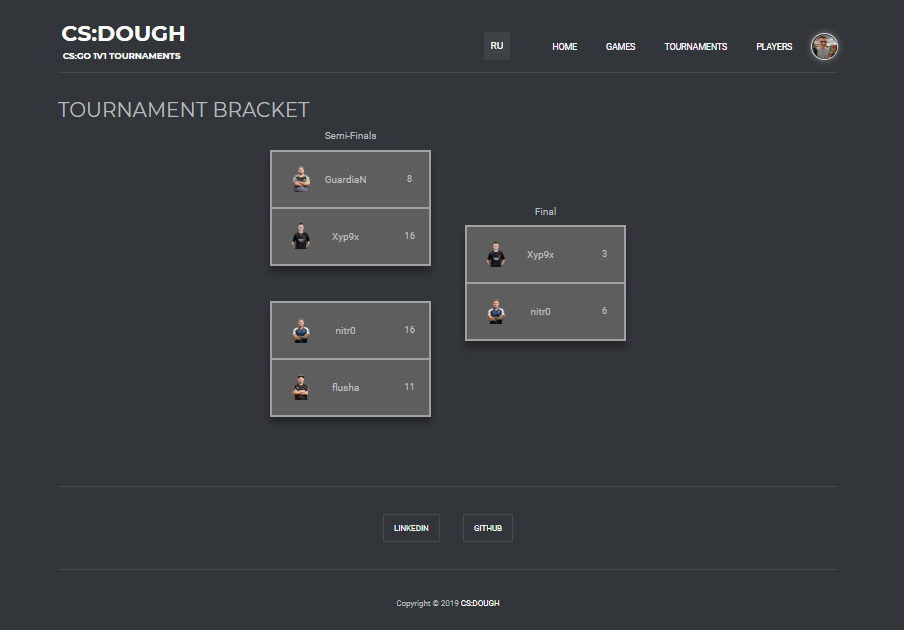 CS:DOUGH
CS:GO 1V1 TOURNAMENTS
RU HOME GAMES TOURNAMENTS PLAYERS
TOURNAMENT BRACKET
Semi-Finals
GuardiaN 8
Xyp9x 16
nitr0 16
flusha 11
Final
Xyp9x 3
nitr0 6
LINKEDIN GITHUB
Copyright © 2019 CS:DOUGH